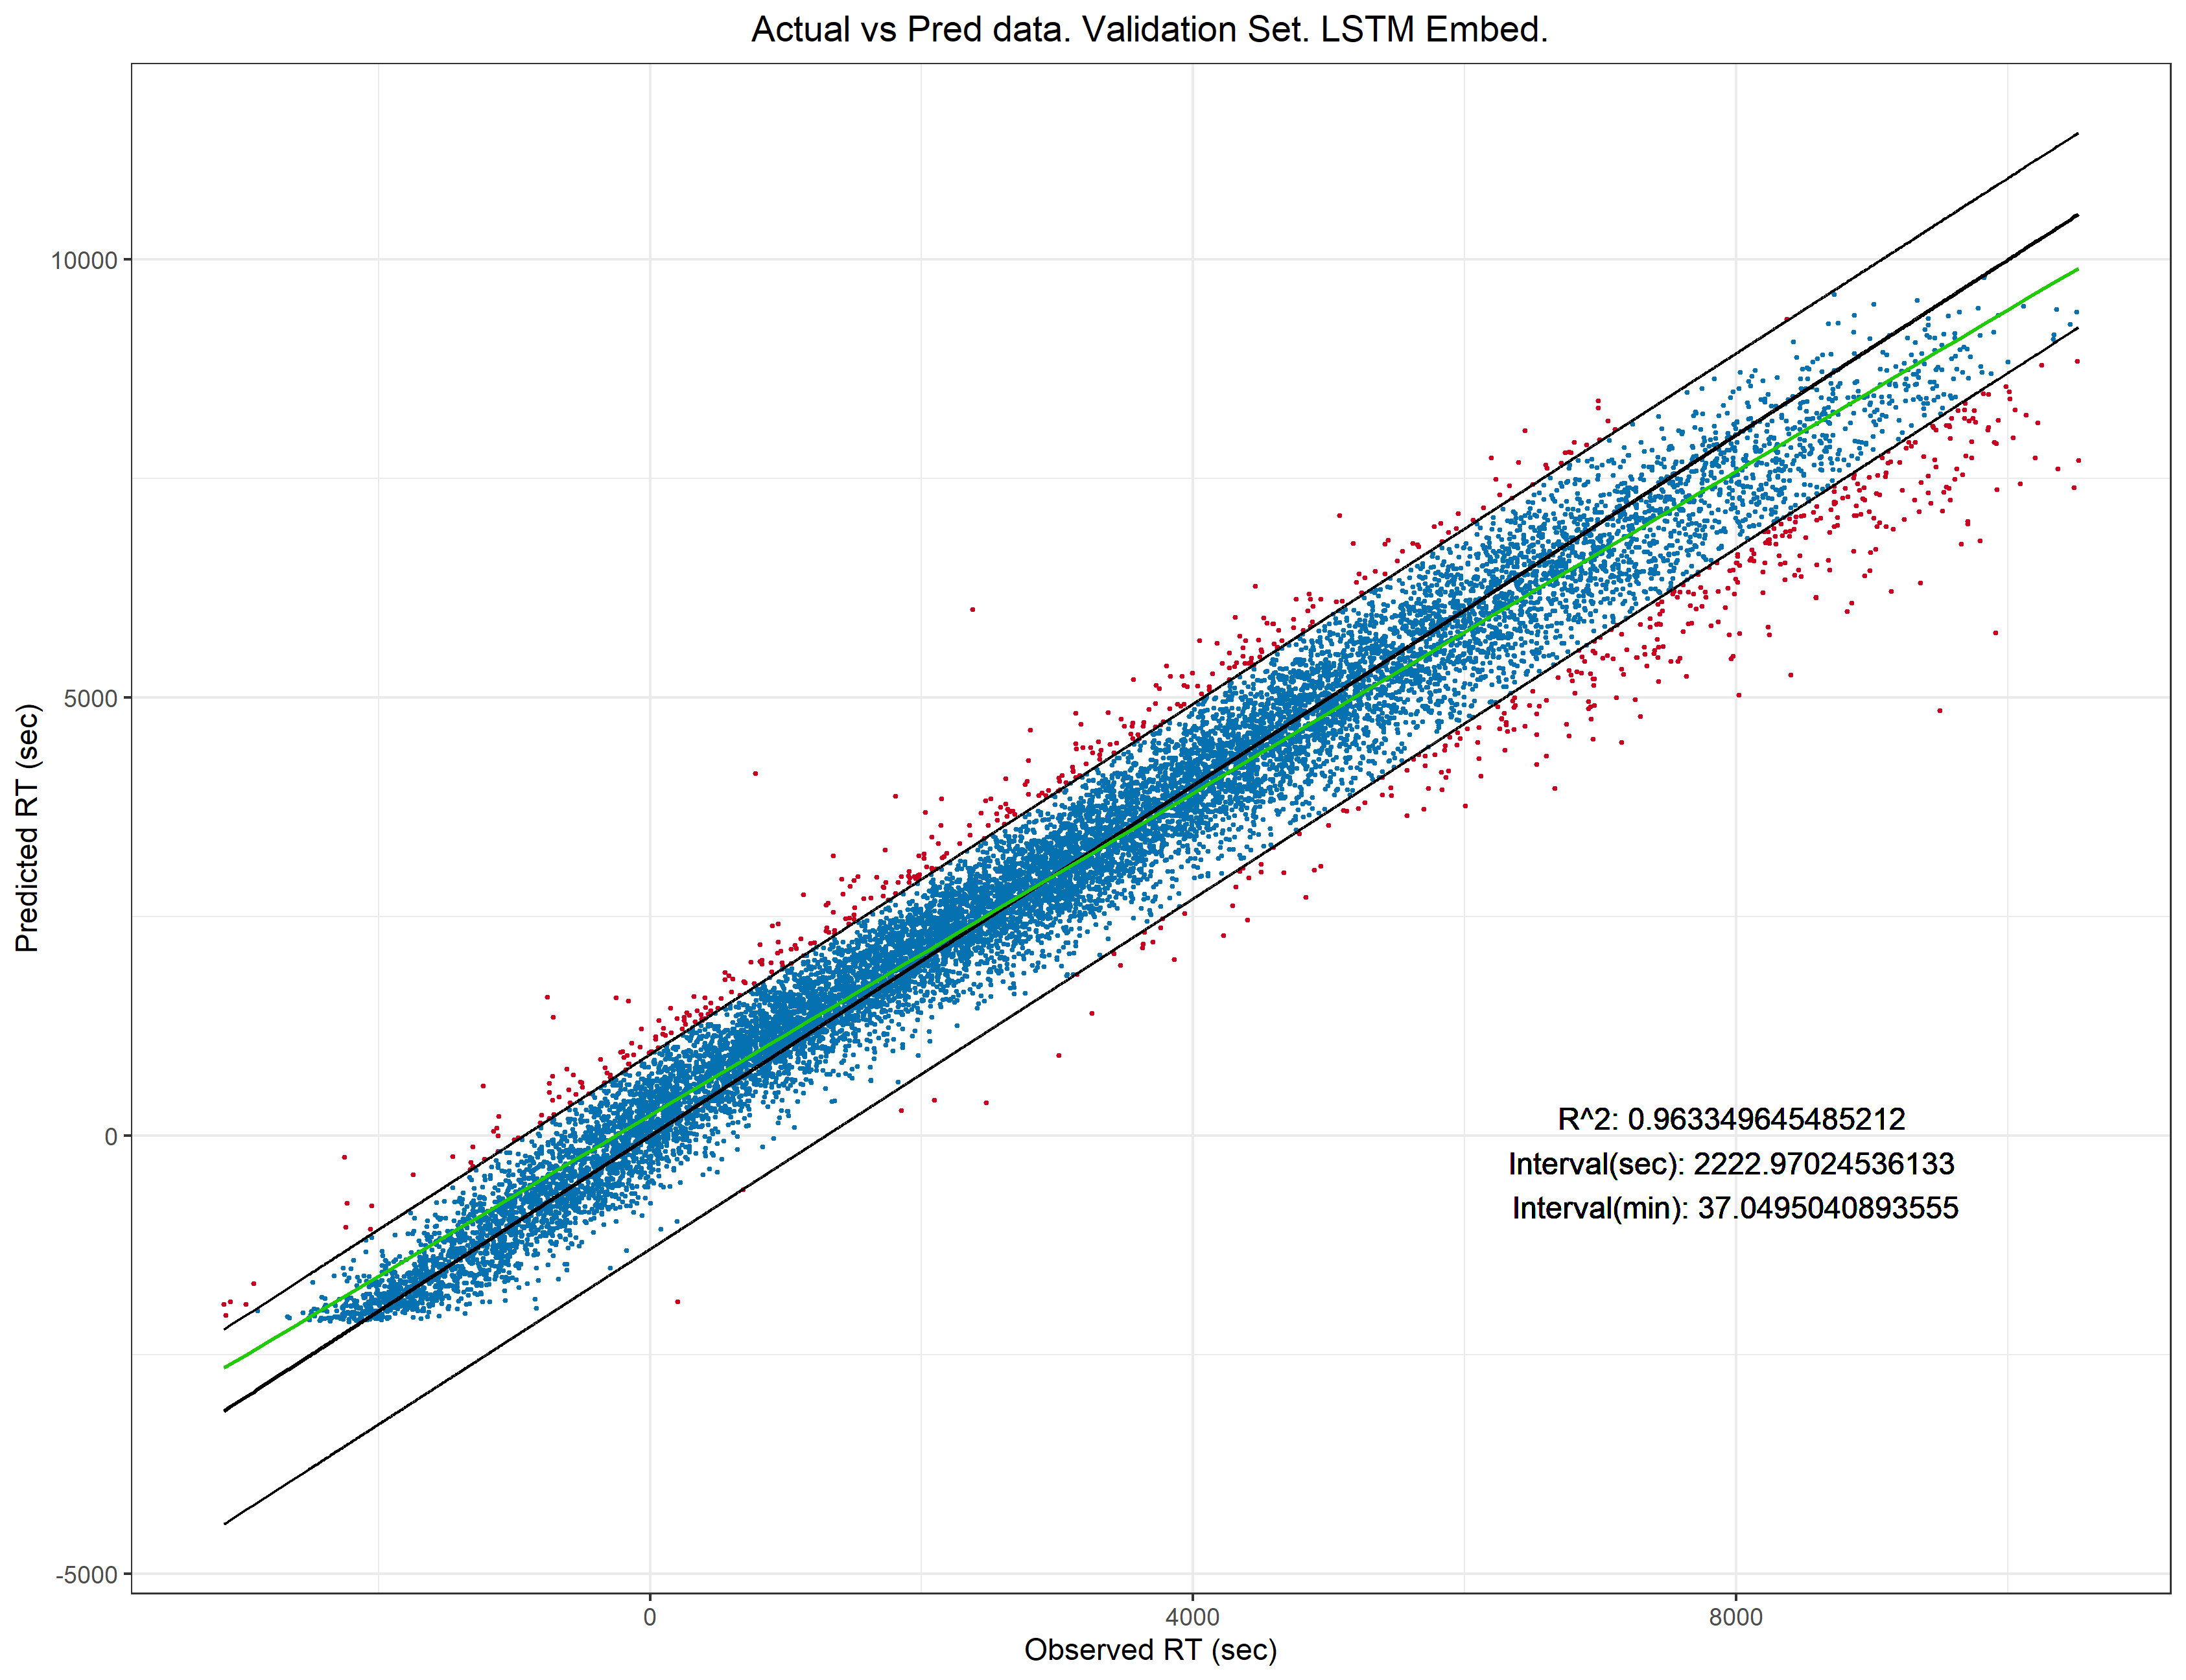 Actual vs Pred data. Validation Set. LSTM Embed.
10000
5000
0
-5000
Predicted RT (sec)
R^2: 0.963349645485212
Interval(sec): 2222.97024536133
Interval(min): 37.0495040893555
0
4000
8000
Observed RT (sec)